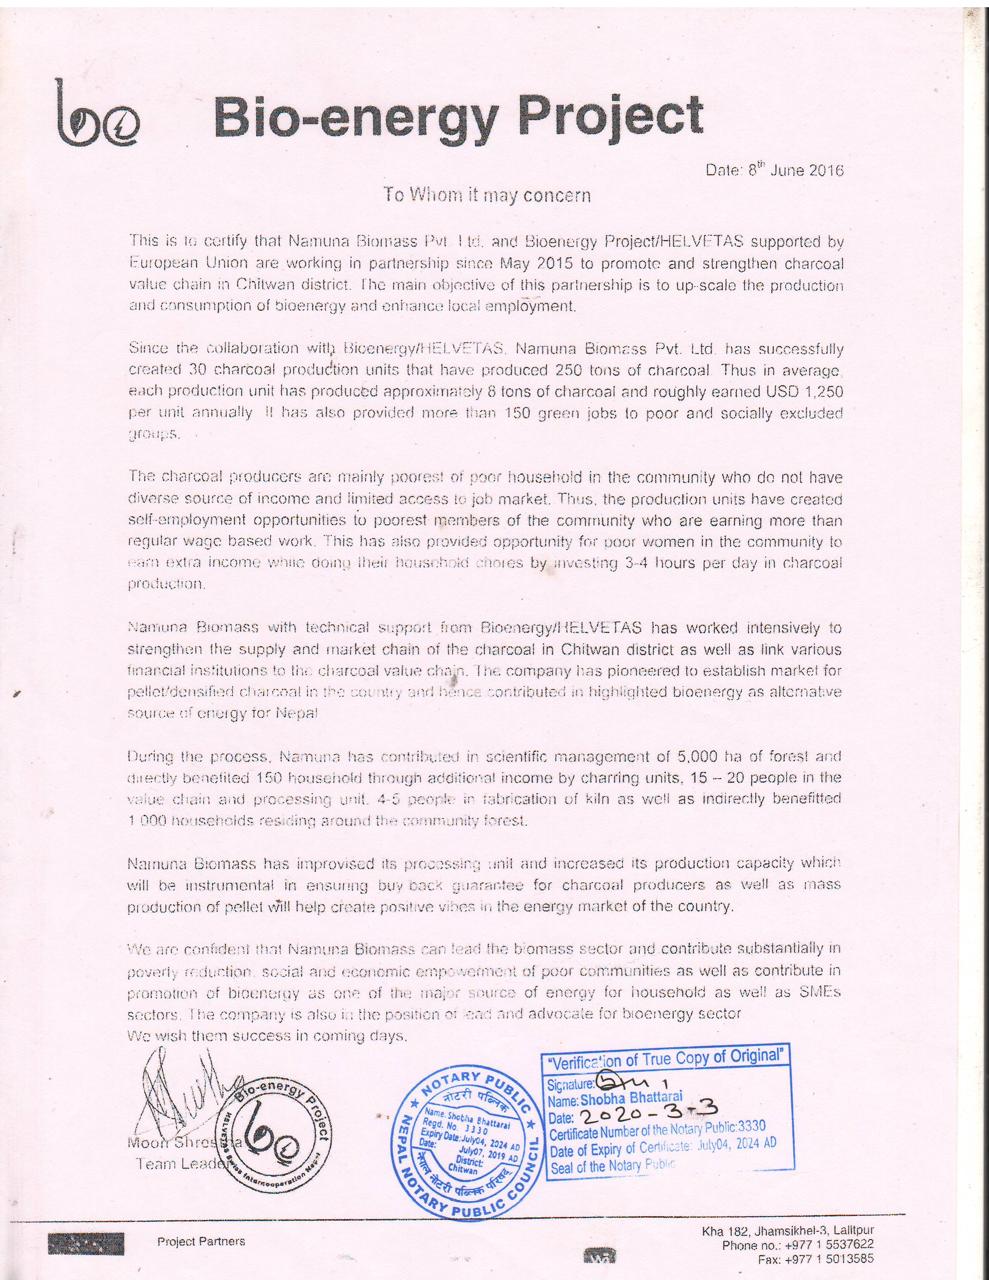 be Bio-energy Project
Date: 8th June 2016
To Whom it may concern
This is to certify that Namuna Biomass Pvt. Ltd. and Bioenergy Project/HELVETAS supported by
European Union are working in partnership since May 2015 to promote and strengthen charcoal
value chain in Chitwan district. The main objective of this partnership is to up-scale the production
and consumption of bioenergy and enhance local employment.
Since the collaboration with Bioenergy/HELVETAS, Namuna Biomass Pvt. Ltd. has successfully
created 30 charcoal production units that have produced 250 tons of charcoal. Thus in average,
each production unit has produced approximately 8 tons of charcoal and roughly earned USD 1,250
per unit annually. It has also provided more than 150 green jobs to poor and socially excluded
groups.
The charcoal producers are mainly poorest of poor household in the community who do not have
diverse source of income and limited access to job market. Thus, the production units have created
self-employment opportunities to poorest members of the community who are earning more than
regular wage based work. This has also provided opportunity for poor women in the community to
earn extra income while doing their household chores by investing 3-4 hours per day in charcoal
production.
Namuna Biomass with technical support from Bioenergy/HELVETAS has worked intensively to
strengthen the supply and market chain of the charcoal in Chitwan district as well as link various
financial institutions to the charcoal value chain. The company has pioneered to establish market for
pellet/densified charcoal in the country and hence contributed in highlighted bioenergy as alternative
source of energy for Nepal
During the process, Namuna has contributed in scientific management of 5,000 ha of forest and
directly benefited 150 household through additional income by charring units, 15 – 20 people in the
value chain and processing unit, 4-5 people in fabrication of kiln as well as indirectly benefitted
1 000 households residing around the community forest.
Namuna Biomass has improvised its processing unit and increased its production capacity which
will be instrumental in ensuring buy back guarantee for charcoal producers as well as mass
production of pellet will help create positive vibes in the energy market of the country.
We are confident that Namuna Biomass can lead the biomass sector and contribute substantially in
poverty reduction, social and economic empowerment of poor communities as well as contribute in
promotion of bioenergy as one of the major source of energy for household as well as SMEs
sectors. The company is also in the position of lead and advocate for bioenergy sector
We wish them success in coming days.
Moon Shrestha
Team Leader
Bio-energy Project
be
HELVETAS Swiss Intercooperation Nepal
NOTARY PUBLIC
नोटरी पब्लिक
Name: Shobha Bhattarai
Regd. No. 3330
Expiry Date: July04, 2024 AD
Date: July07, 2019 AD
District:
Chitwan
नेपाल नोटरी पब्लिक परिषद्
NEPAL NOTARY PUBLIC COUNCIL
"Verification of True Copy of Original"
Signature:
Name: Shobha Bhattarai
Date: 2020-3-3
Certificate Number of the Notary Public:3330
Date of Expiry of Certificate: July04, 2024 AD
Seal of the Notary Public
Project Partners
Kha 182, Jhamsikhel-3, Lalitpur
Phone no.: +977 1 5537622
Fax: +977 1 5013585